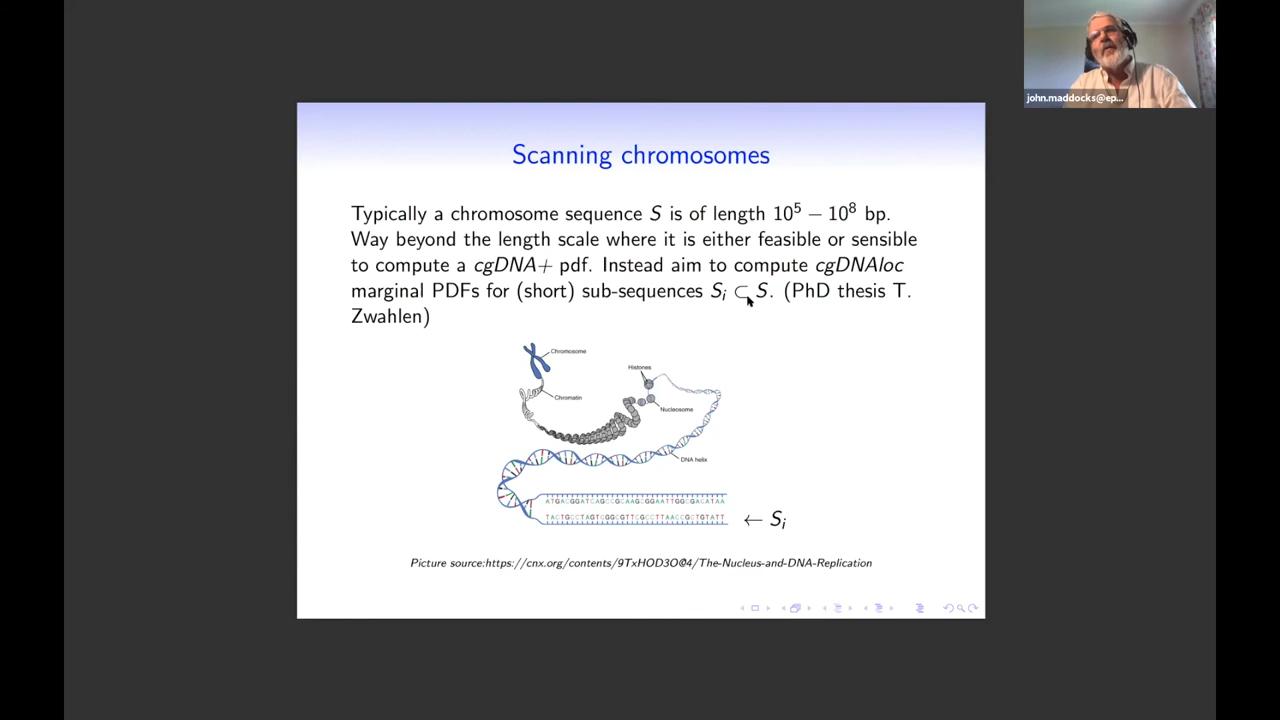 john.maddocks@ep...
Scanning chromosomes
Typically a chromosome sequence S is of length 10⁵ − 10⁸ bp.
Way beyond the length scale where it is either feasible or sensible
to compute a cgDNA+ pdf. Instead aim to compute cgDNAloc
marginal PDFs for (short) sub-sequences Sᵢ ⊂ S. (PhD thesis T.
Zwahlen)
Chromosome
Histones
Chromatin
Nucleosome
DNA helix
ATGACGGATCAGCCGCAAGCGGAATTGGCGACATAA
TACTGCCTAGTCGGCGTTCGCCTTAACCGCTGTATT
← Sᵢ
Picture source:https://cnx.org/contents/9TxHOD3O@4/The-Nucleus-and-DNA-Replication